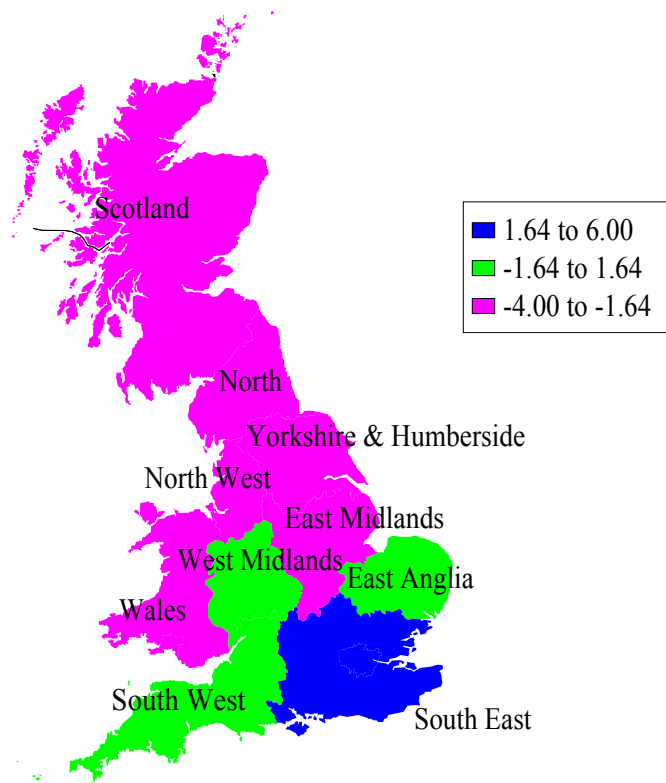 Scotland
1.64 to 6.00
-1.64 to 1.64
-4.00 to -1.64
North
Yorkshire & Humberside
North West
East Midlands
West Midlands
East Anglia
Wales
South West
South East